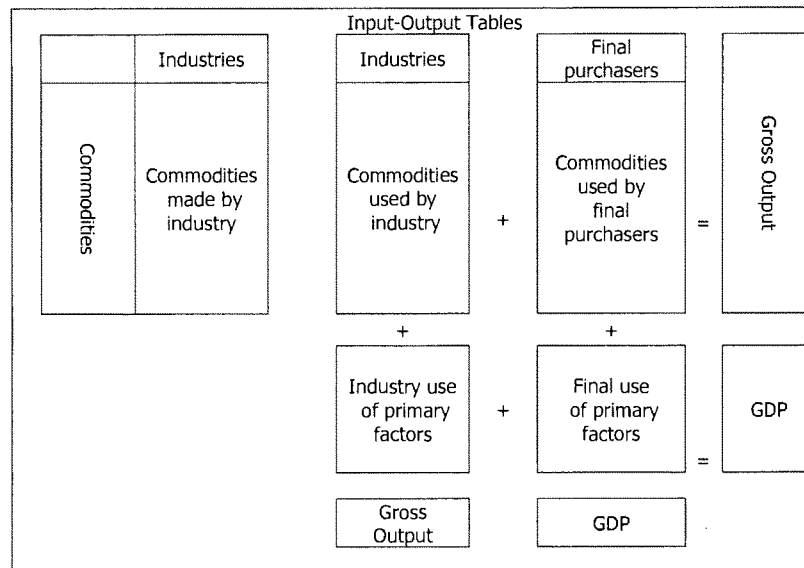 Input-Output Tables
Industries
Commodities
Commodities
made by
industry
Industries
Commodities
used by
industry
+
Final
purchasers
Commodities
used by
final
purchasers
=
Gross Output
+
+
Industry use
of primary
factors
+
Final use
of primary
factors
=
GDP
Gross
Output
GDP